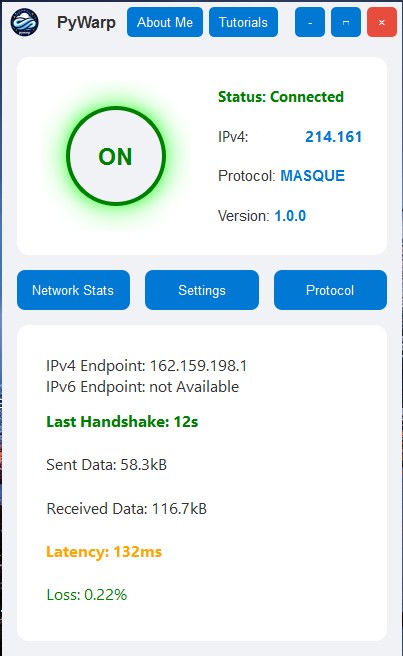 PyWarp About Me Tutorials - ×
ON
Status: Connected
IPv4: 214.161
Protocol: MASQUE
Version: 1.0.0
Network Stats Settings Protocol
IPv4 Endpoint: 162.159.198.1
IPv6 Endpoint: not Available
Last Handshake: 12s
Sent Data: 58.3kB
Received Data: 116.7kB
Latency: 132ms
Loss: 0.22%